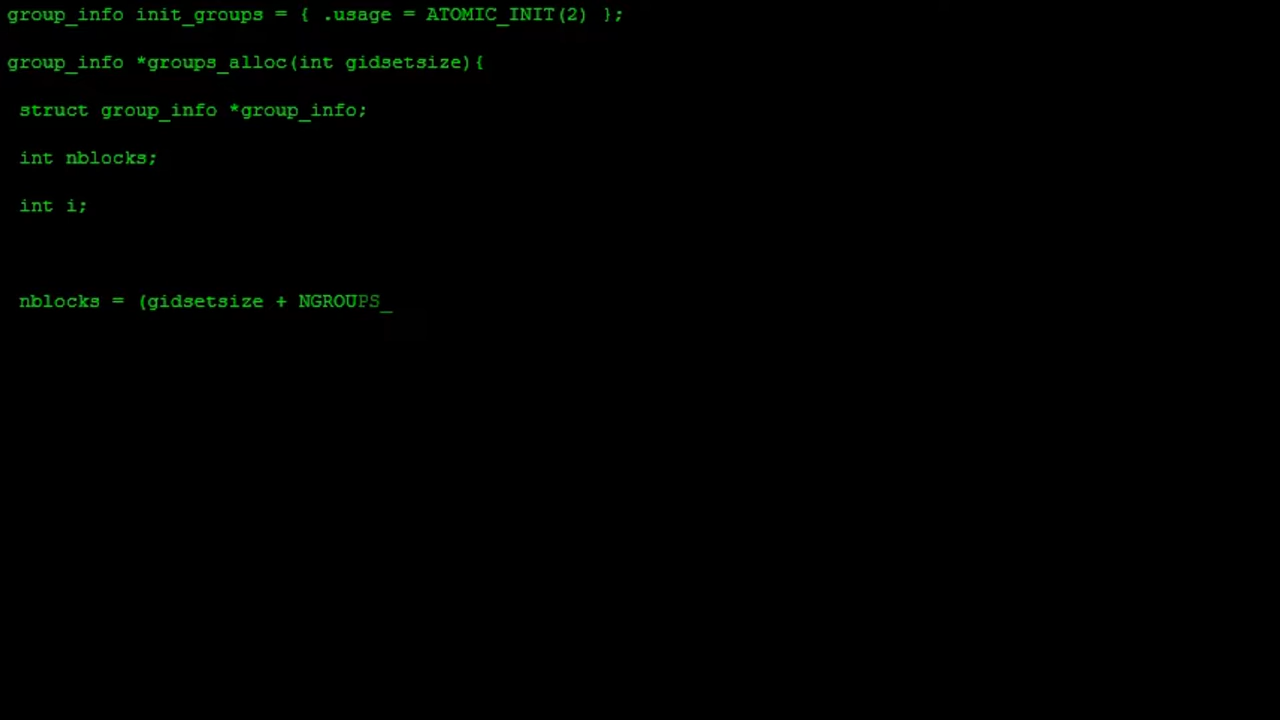 group_info init_groups = { .usage = ATOMIC_INIT(2) };
group_info *groups_alloc(int gidsetsize){
struct group_info *group_info;
int nblocks;
int i;
nblocks = (gidsetsize + NGROUPS_